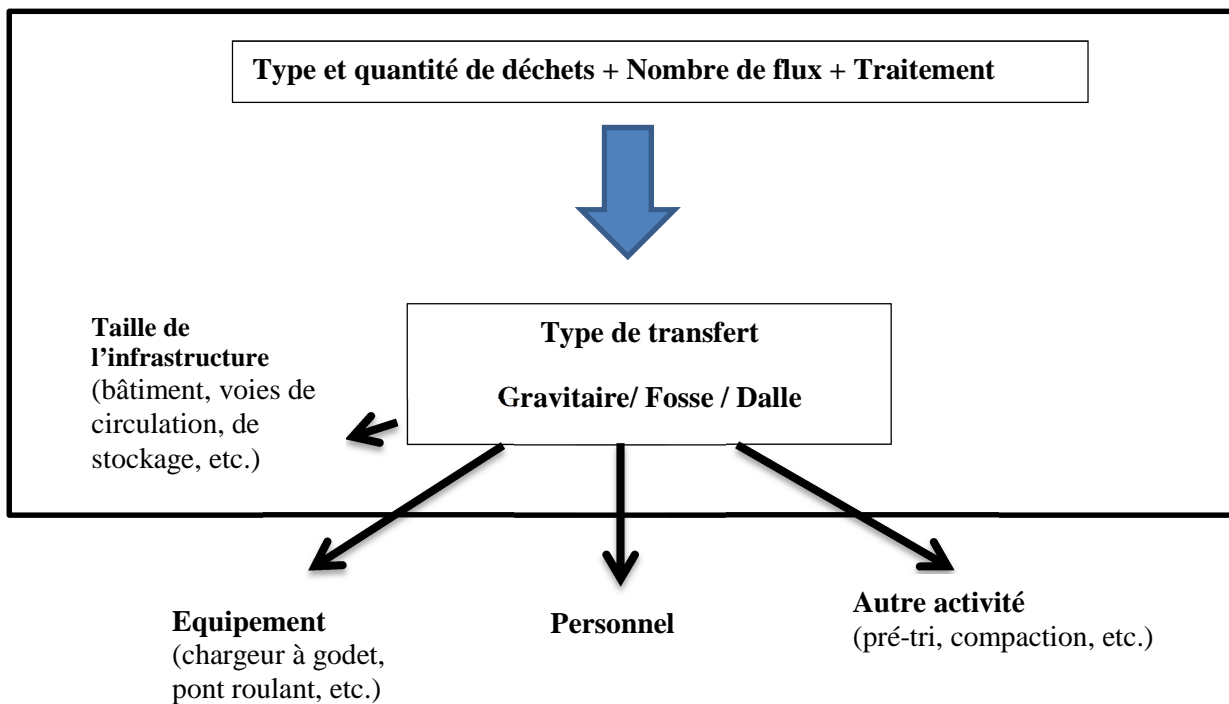 Type et quantité de déchets + Nombre de flux + Traitement
Type de transfert
Gravitaire/ Fosse / Dalle
Taille de
l’infrastructure
(bâtiment, voies de
circulation, de
stockage, etc.)
Equipement
(chargeur à godet,
pont roulant, etc.)
Personnel
Autre activité
(pré-tri, compaction, etc.)